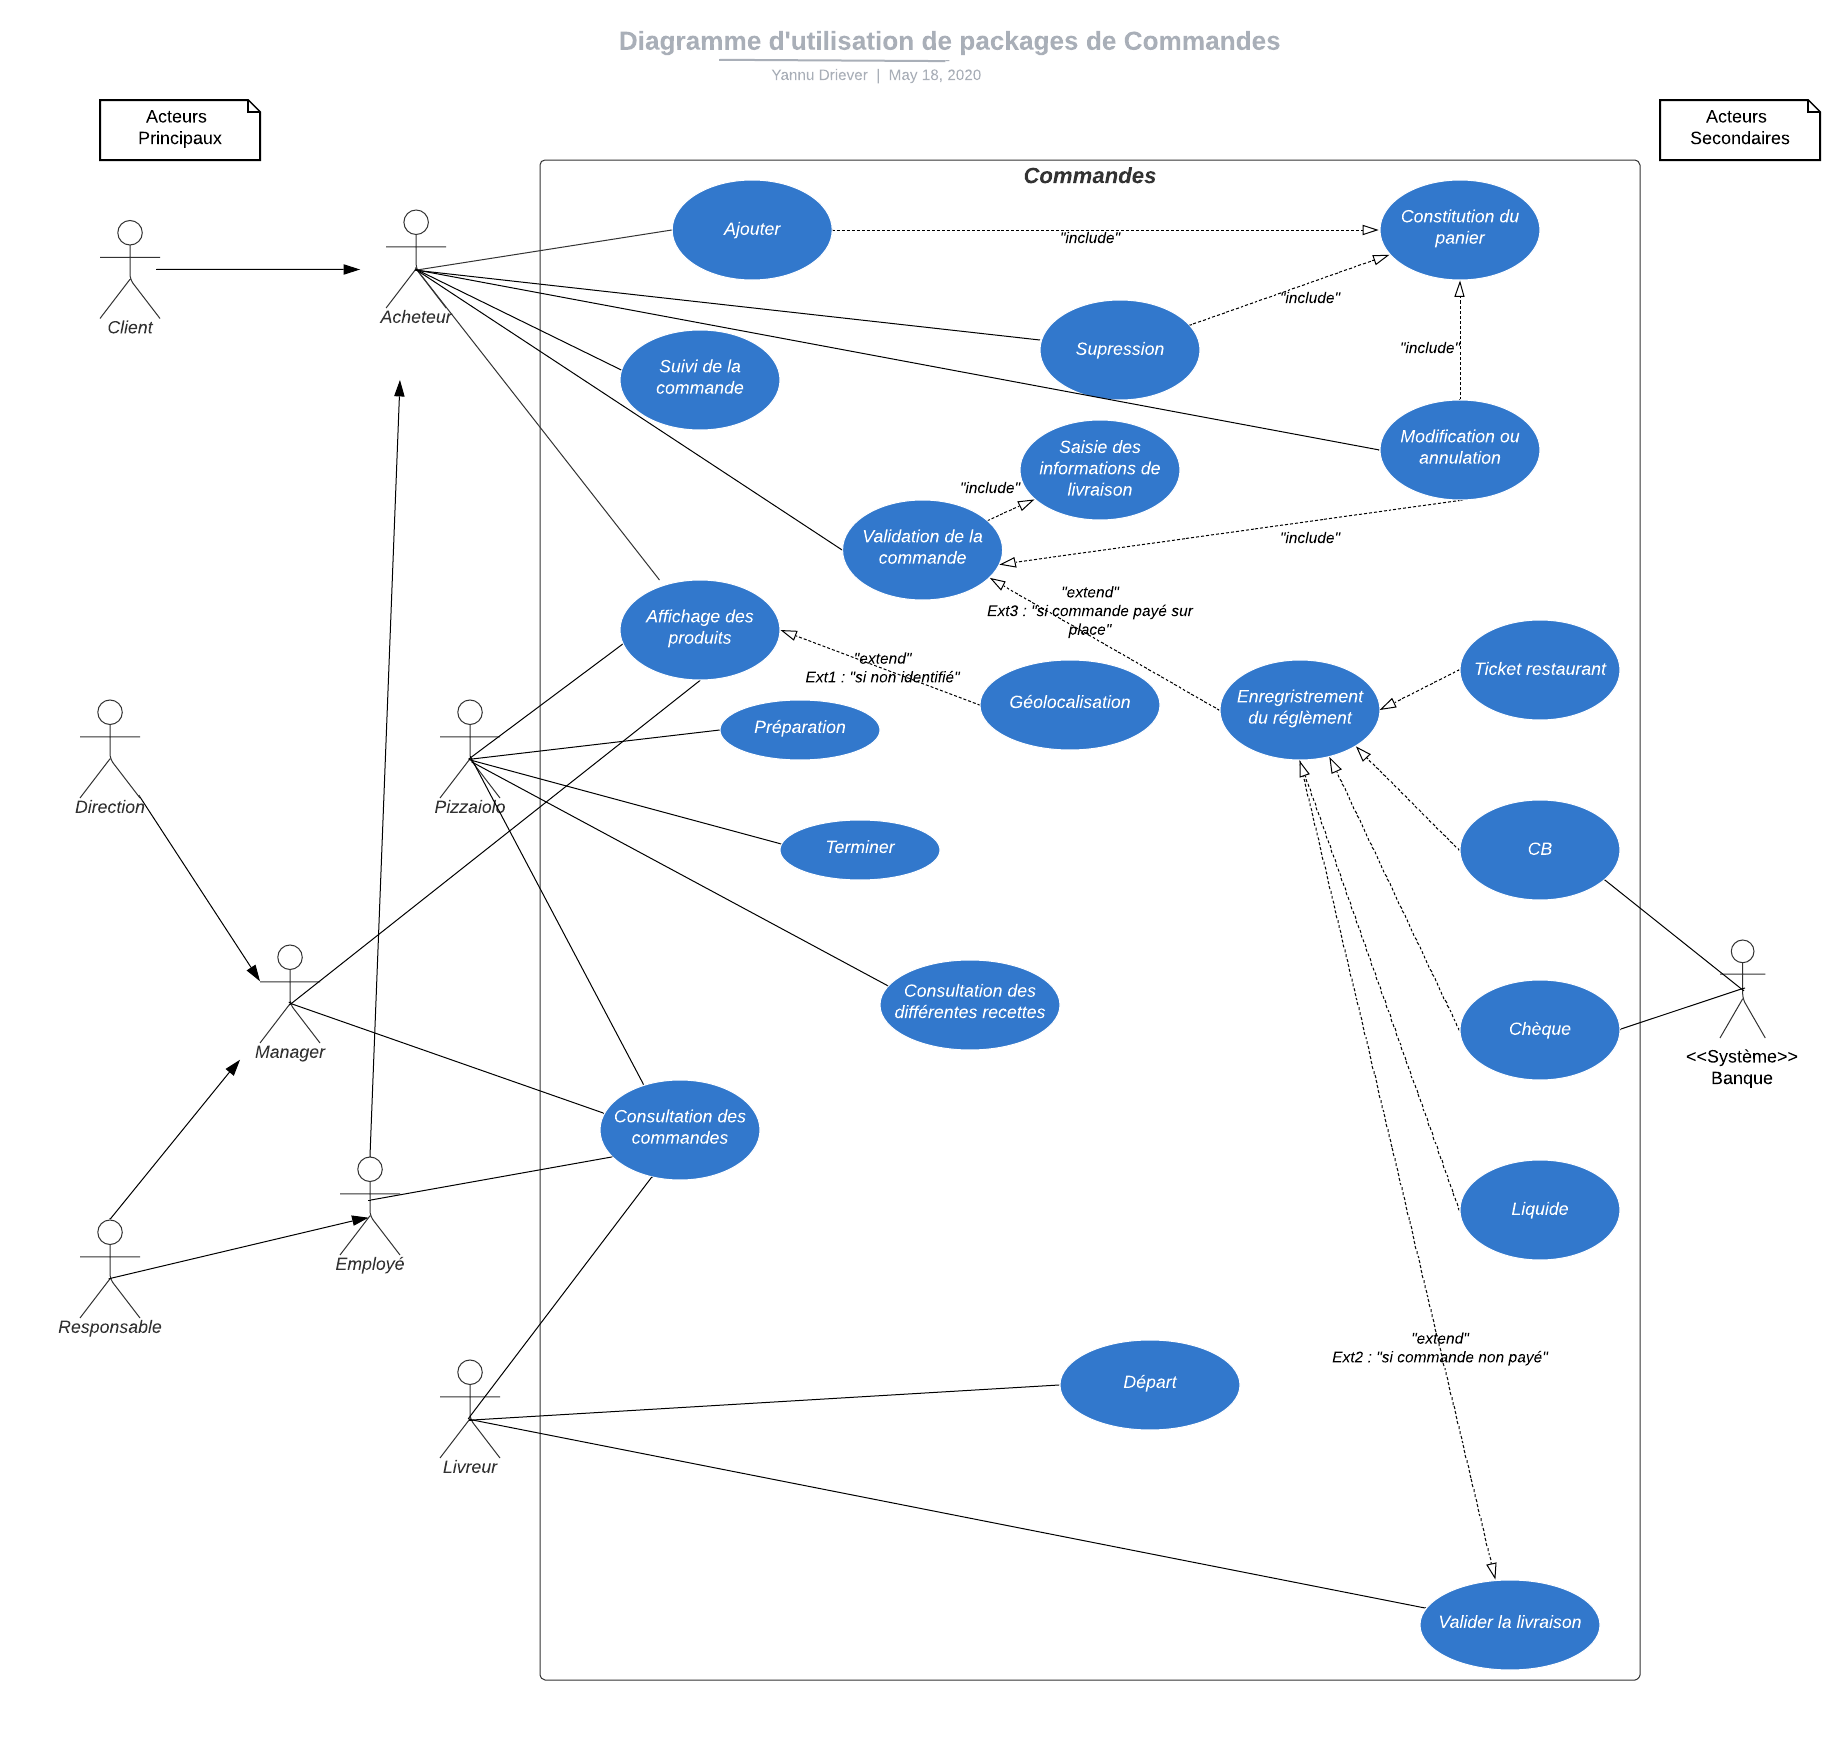 Diagramme d'utilisation de packages de Commandes
Yannu Driever | May 18, 2020
Acteurs
Principaux
Acteurs
Secondaires
Commandes
Client
Acheteur
Ajouter
"include"
Constitution du
panier
"include"
Supression
"include"
Suivi de la
commande
Modification ou
annulation
Saisie des
informations de
livraison
"include"
Validation de la
commande
"include"
"extend"
Ext3 : "si commande payé sur
place"
Affichage des
produits
"extend"
Ext1 : "si non identifié"
Géolocalisation
Enregristrement
du réglèment
Ticket restaurant
Direction
Pizzaiolo
Préparation
Terminer
CB
Manager
Consultation des
différentes recettes
Chèque
<<Système>>
Banque
Consultation des
commandes
Liquide
Employé
Responsable
"extend"
Ext2 : "si commande non payé"
Départ
Livreur
Valider la livraison